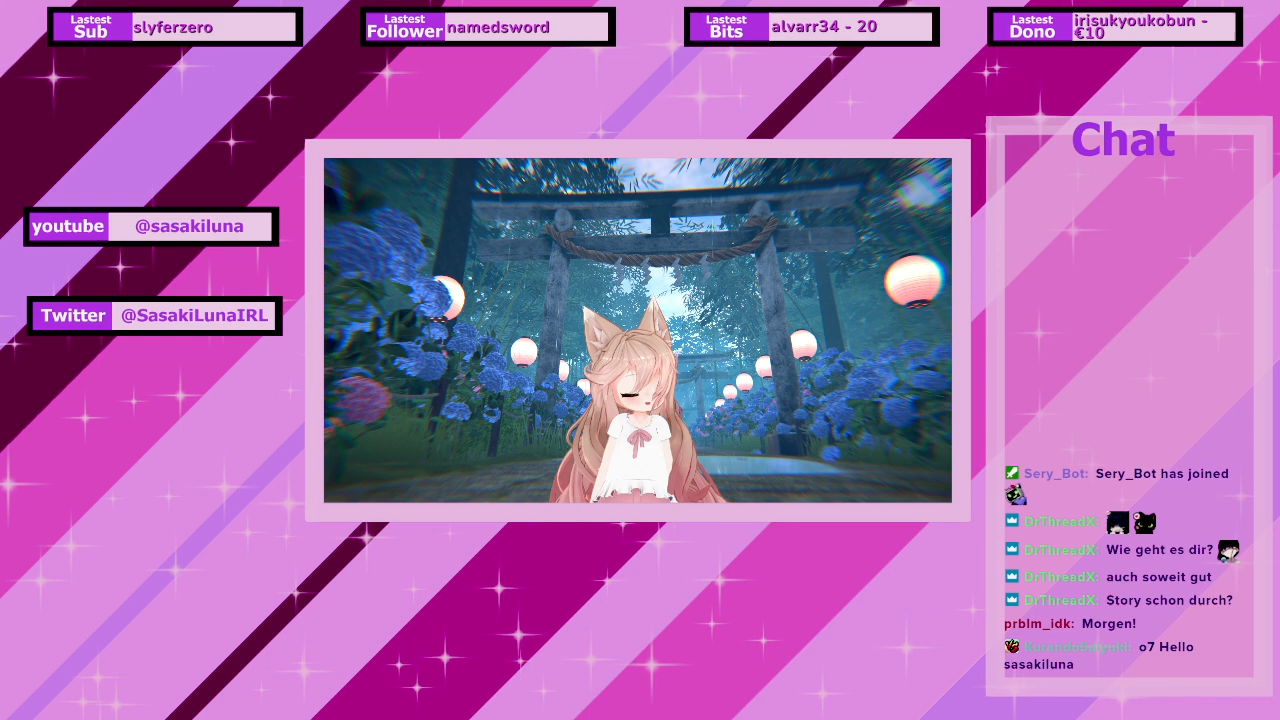 Lastest
Sub
slyferzero
Lastest
Follower
namedsword
Lastest
Bits
alvarr34 - 20
Lastest
Dono
irisukyoukobun -
€10
Chat
youtube
@sasakiluna
Twitter
@SasakiLunaIRL
Sery_Bot: Sery_Bot has joined
DrThreadX:
DrThreadX: Wie geht es dir?
DrThreadX: auch soweit gut
DrThreadX: Story schon durch?
prblm_idk: Morgen!
o7 Hello
sasakiluna